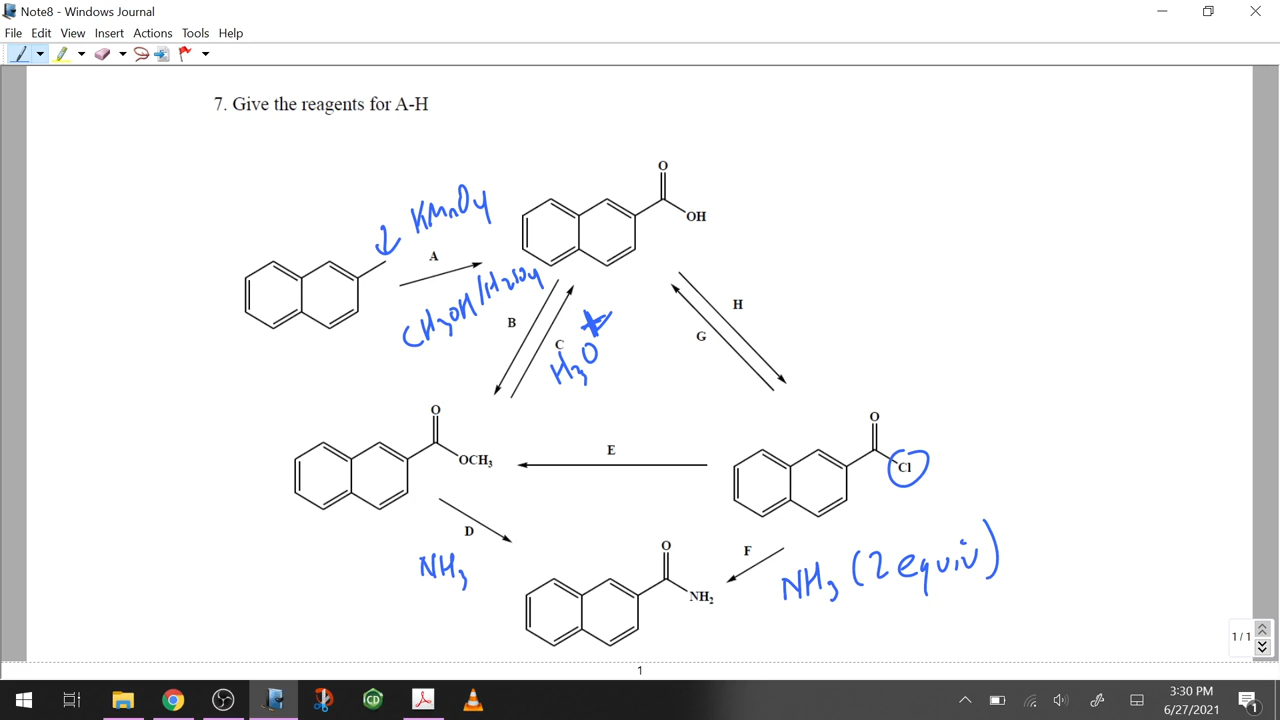 Note8 - Windows Journal
File Edit View Insert Actions Tools Help
7. Give the reagents for A-H
O
OH
KMnO4
A
CH3OH/H2SO4
B
C
H3O+
H
G
O
OCH3
E
O
Cl
D
NH3
F
NH3 (2 equiv)
O
NH2
1 / 1
1
3:30 PM
6/27/2021
1